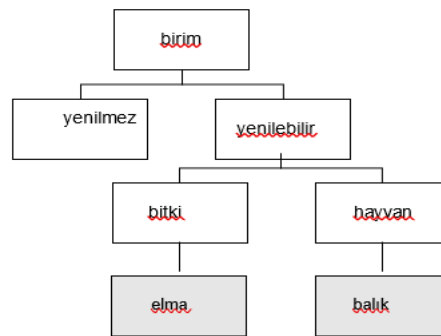 birim
yenilmez
yenilebilir
bitki
hayvan
elma
balık